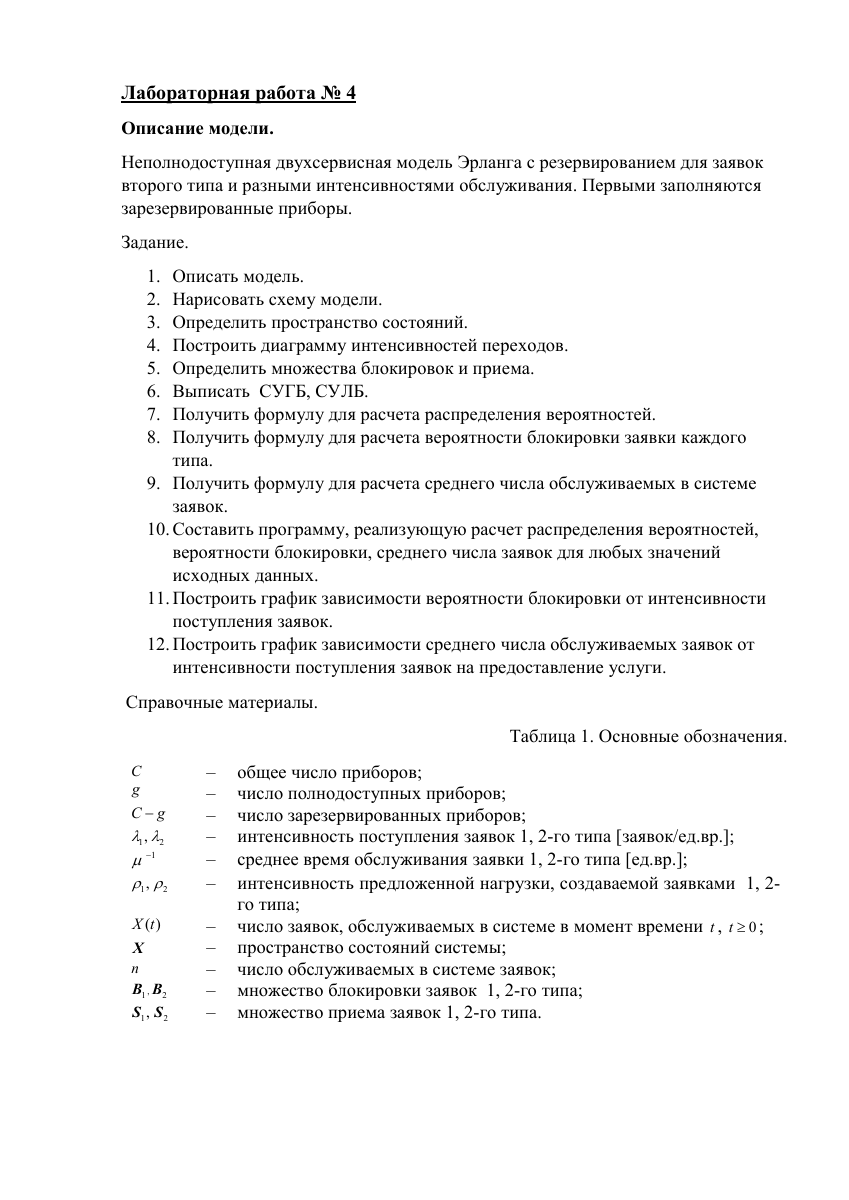 Лабораторная работа № 4
Описание модели.
Неполнодоступная двухсервисная модель Эрланга с резервированием для заявок
второго типа и разными интенсивностями обслуживания. Первыми заполняются
зарезервированные приборы.
Задание.
1. Описать модель.
2. Нарисовать схему модели.
3. Определить пространство состояний.
4. Построить диаграмму интенсивностей переходов.
5. Определить множества блокировок и приема.
6. Выписать СУГБ, СУЛБ.
7. Получить формулу для расчета распределения вероятностей.
8. Получить формулу для расчета вероятности блокировки заявки каждого
типа.
9. Получить формулу для расчета среднего числа обслуживаемых в системе
заявок.
10. Составить программу, реализующую расчет распределения вероятностей,
вероятности блокировки, среднего числа заявок для любых значений
исходных данных.
11. Построить график зависимости вероятности блокировки от интенсивности
поступления заявок.
12. Построить график зависимости среднего числа обслуживаемых заявок от
интенсивности поступления заявок на предоставление услуги.
Справочные материалы.
Таблица 1. Основные обозначения.
C – общее число приборов;
g – число полнодоступных приборов;
C − g – число зарезервированных приборов;
λ₁, λ₂ – интенсивность поступления заявок 1, 2-го типа [заявок/ед.вр.];
μ⁻¹ – среднее время обслуживания заявки 1, 2-го типа [ед.вр.];
ρ₁, ρ₂ – интенсивность предложенной нагрузки, создаваемой заявками 1, 2-
го типа;
X(t) – число заявок, обслуживаемых в системе в момент времени t, t ≥ 0;
X – пространство состояний системы;
n – число обслуживаемых в системе заявок;
B₁, B₂ – множество блокировки заявок 1, 2-го типа;
S₁, S₂ – множество приема заявок 1, 2-го типа.